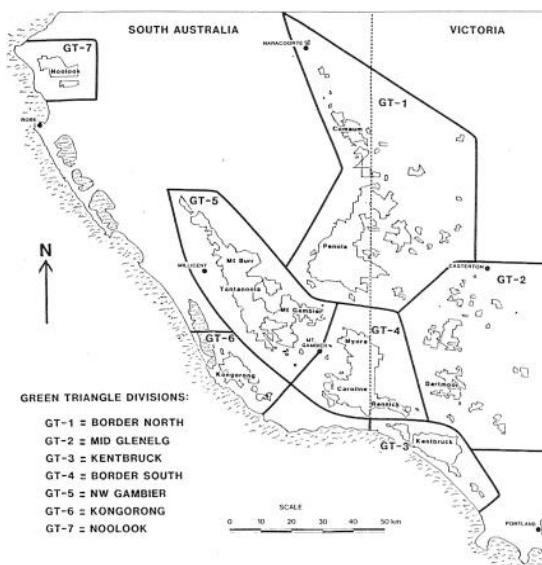 SOUTH AUSTRALIA
VICTORIA
GT-7
Noolook
NARACOORTE
ROBE
GT-1
Comaum
GT-5
Penola
Mt Burr
MILLICENT
Tantanoola
CASTERTON
GT-2
N
Mt Gambier
GT-6
GT-4
MT GAMBIER
Myora
Kongorong
Caroline
Dartmoor
Rennick
GT-3
Kentbruck
GREEN TRIANGLE DIVISIONS:
GT-1 = BORDER NORTH
GT-2 = MID GLENELG
GT-3 = KENTBRUCK
GT-4 = BORDER SOUTH
GT-5 = NW GAMBIER
GT-6 = KONGORONG
GT-7 = NOOLOOK
SCALE
0 10 20 30 40 50 km
PORTLAND